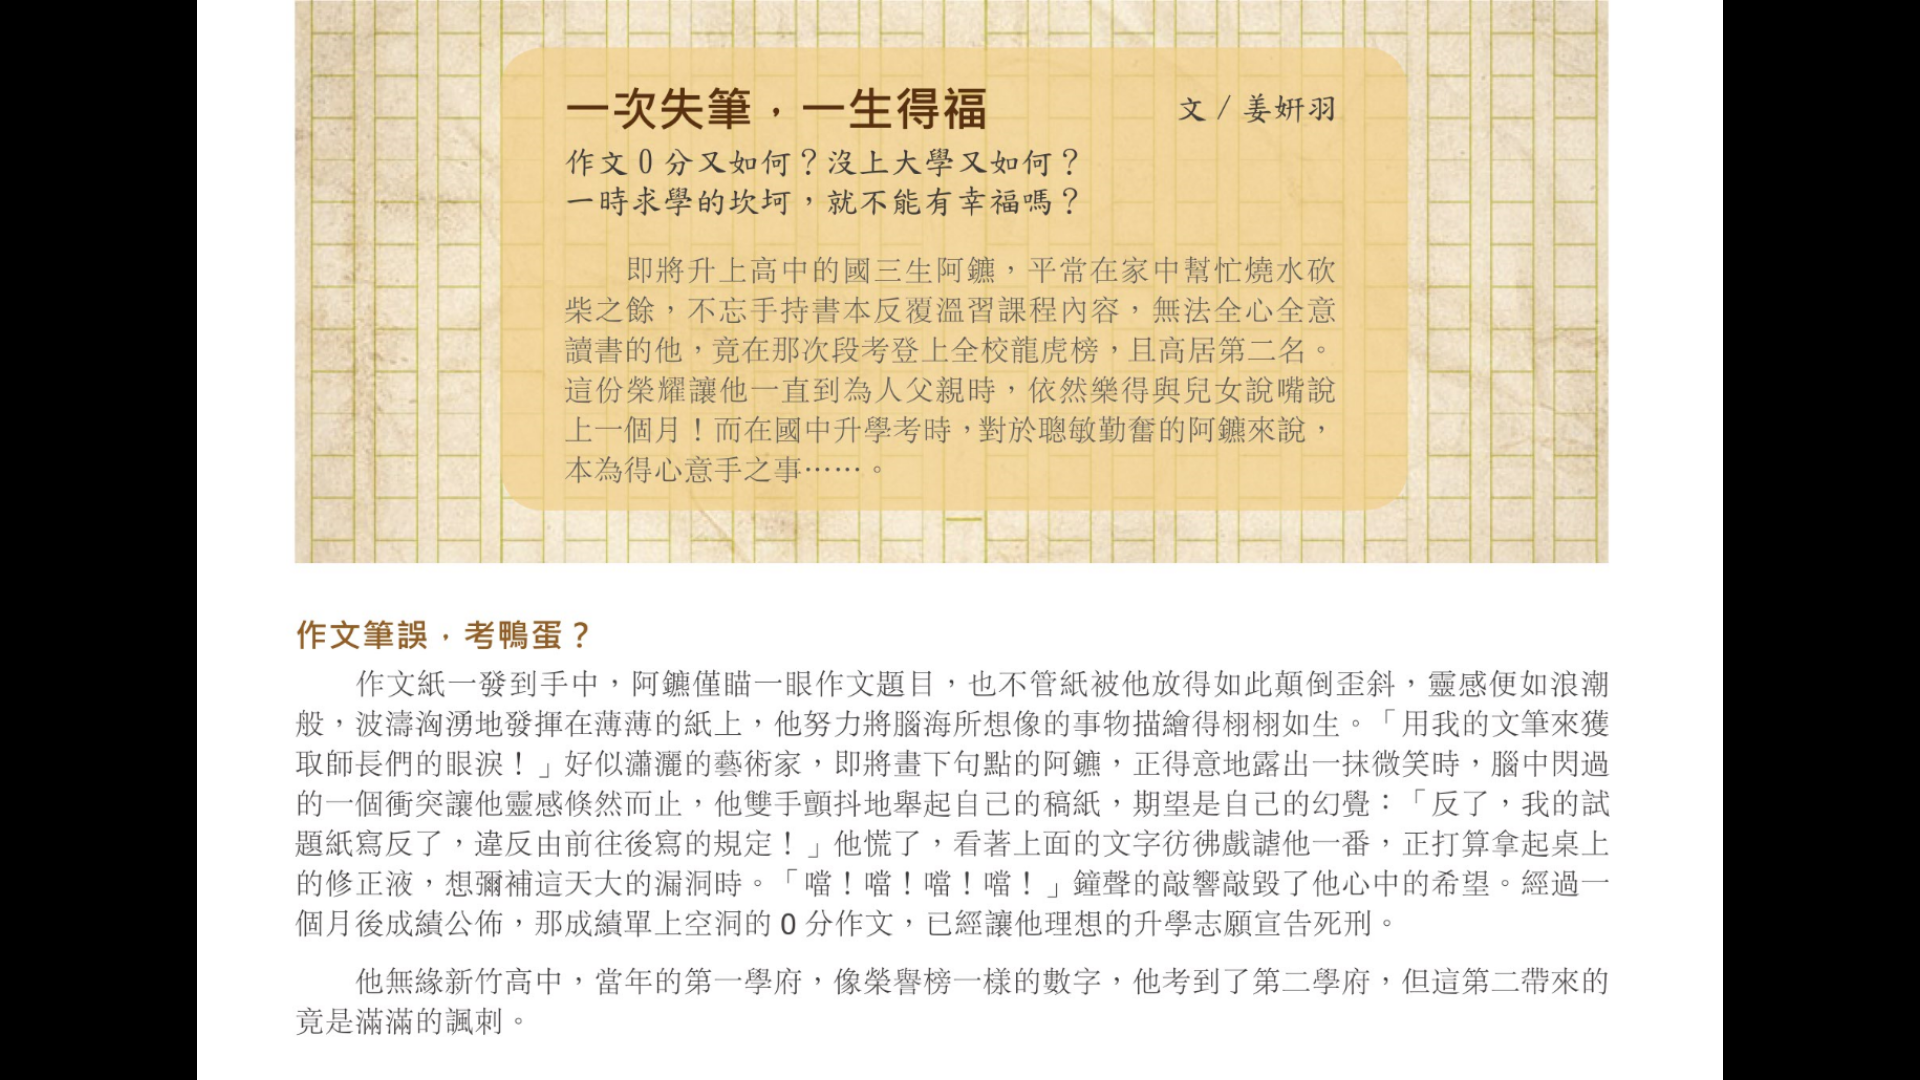 一次失筆，一生得福
文 / 姜妍羽
作文 0 分又如何？沒上大學又如何？
一時求學的坎坷，就不能有幸福嗎？
即將升上高中的國三生阿鑣，平常在家中幫忙燒水砍
柴之餘，不忘手持書本反覆溫習課程內容，無法全心全意
讀書的他，竟在那次段考登上全校龍虎榜，且高居第二名。
這份榮耀讓他一直到為人父親時，依然樂得與兒女說嘴說
上一個月！而在國中升學考時，對於聰敏勤奮的阿鑣來說，
本為得心意手之事……。
作文筆誤，考鴨蛋？
作文紙一發到手中，阿鑣僅瞄一眼作文題目，也不管紙被他放得如此顛倒歪斜，靈感便如浪潮
般，波濤洶湧地發揮在薄薄的紙上，他努力將腦海所想像的事物描繪得栩栩如生。「用我的文筆來獲
取師長們的眼淚！」好似瀟灑的藝術家，即將畫下句點的阿鑣，正得意地露出一抹微笑時，腦中閃過
的一個衝突讓他靈感倏然而止，他雙手顫抖地舉起自己的稿紙，期望是自己的幻覺：「反了，我的試
題紙寫反了，違反由前往後寫的規定！」他慌了，看著上面的文字彷彿戲謔他一番，正打算拿起桌上
的修正液，想彌補這天大的漏洞時。「噹！噹！噹！噹！」鐘聲的敲響敲毀了他心中的希望。經過一
個月後成績公佈，那成績單上空洞的 0 分作文，已經讓他理想的升學志願宣告死刑。
他無緣新竹高中，當年的第一學府，像榮譽榜一樣的數字，他考到了第二學府，但這第二帶來的
竟是滿滿的諷刺。